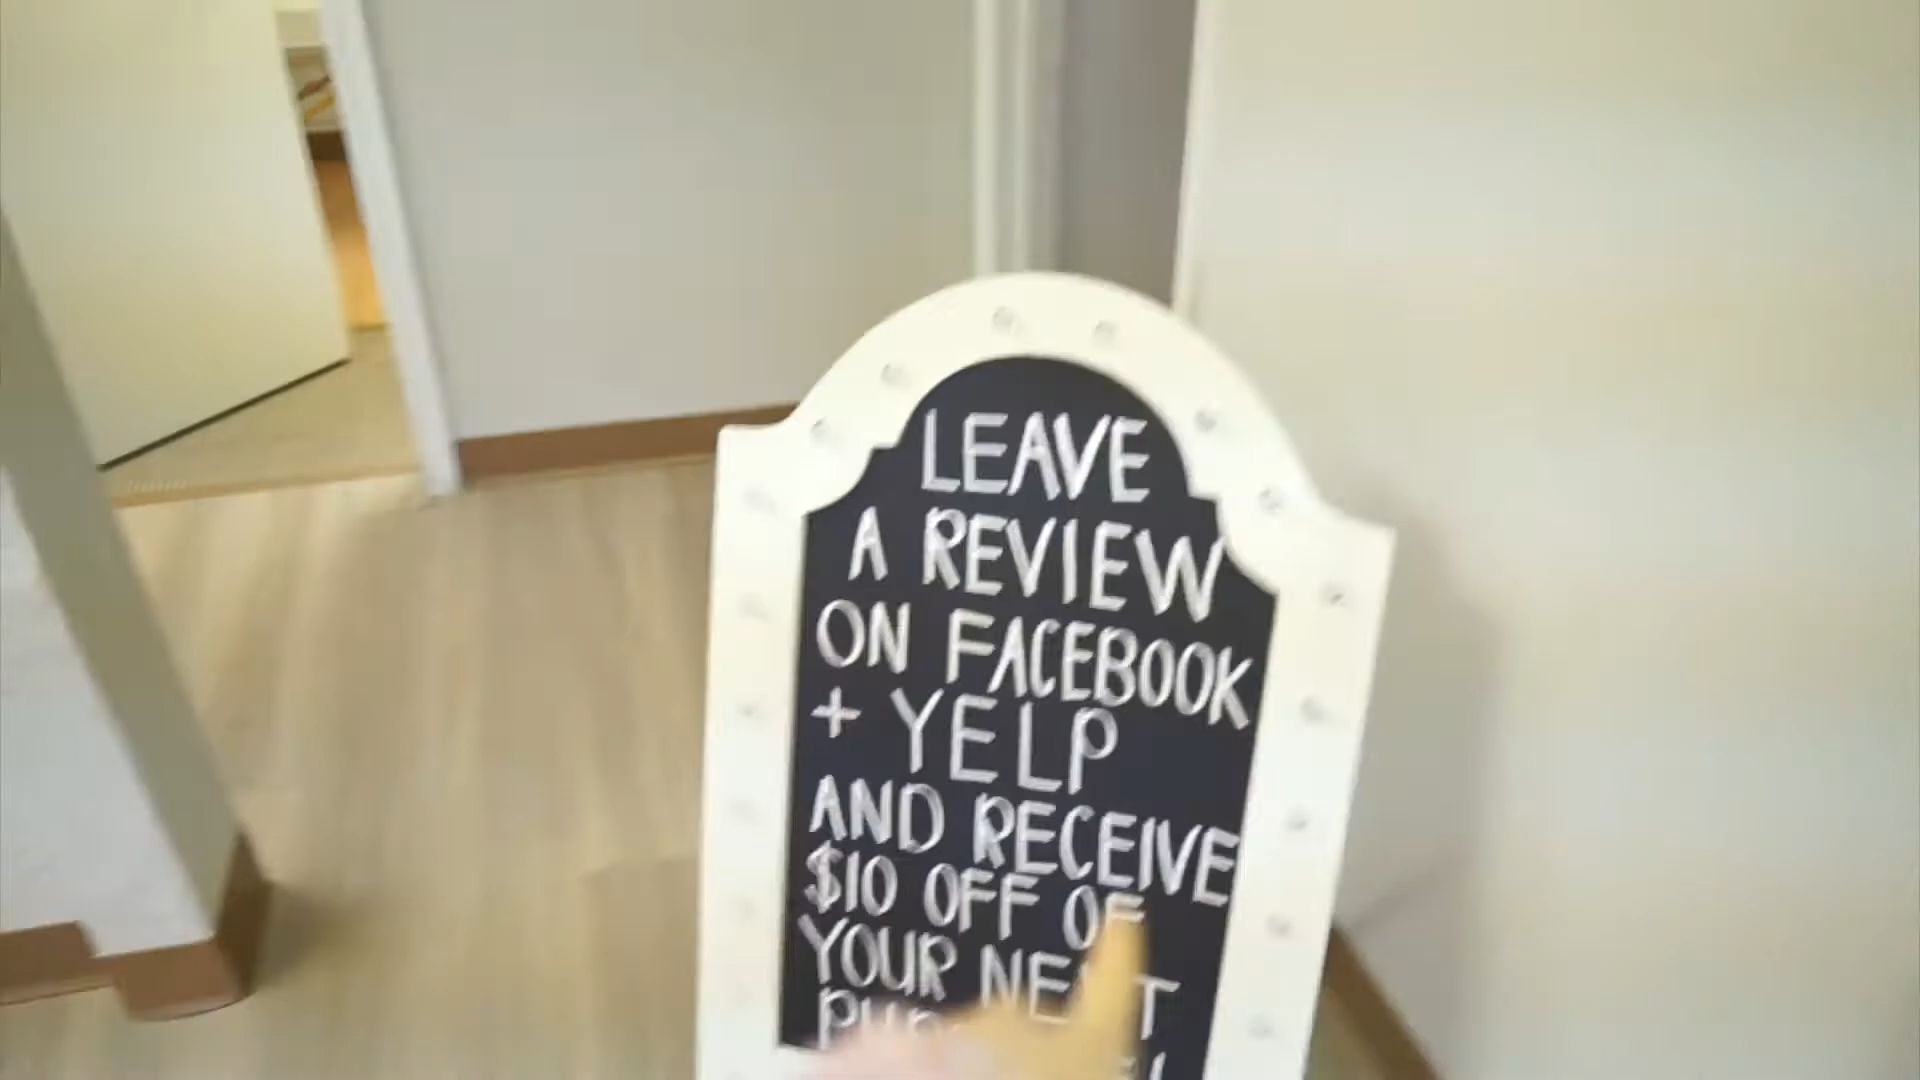 LEAVE
A REVIEW
ON FACEBOOK
+ YELP
AND RECEIVE
$10 OFF OF
YOUR